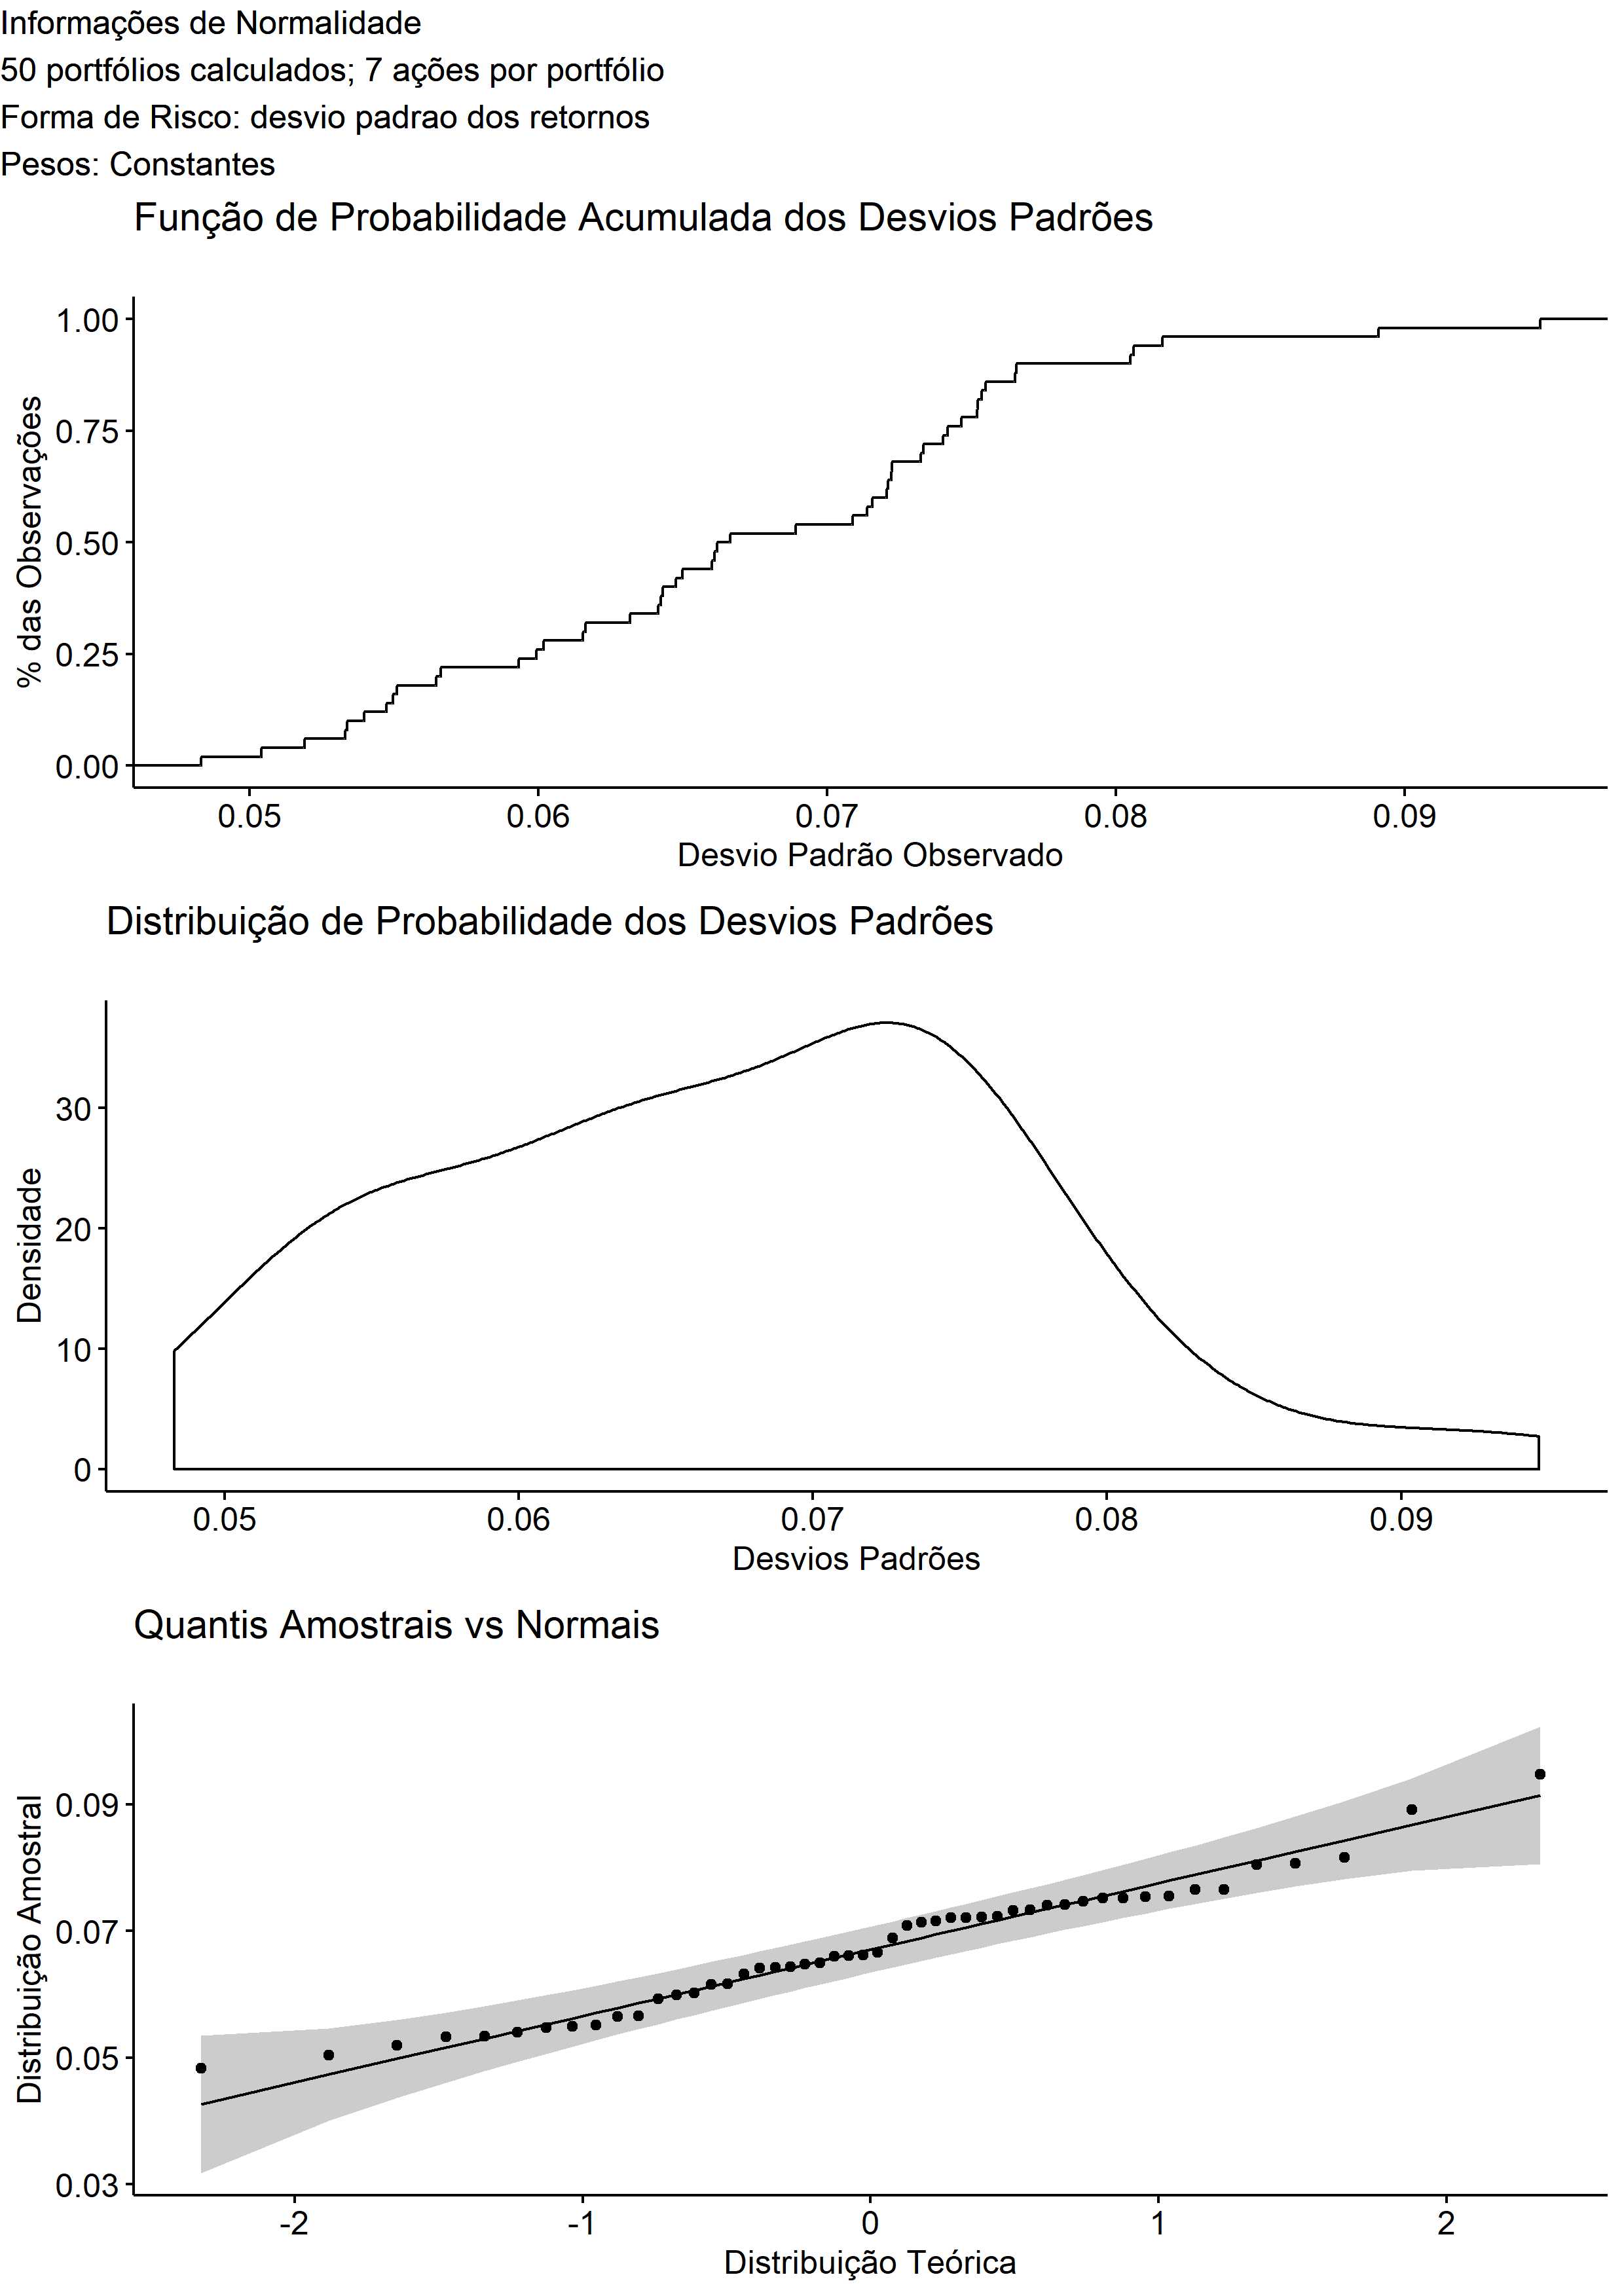 Informações de Normalidade
50 portfólios calculados; 7 ações por portfólio
Forma de Risco: desvio padrao dos retornos
Pesos: Constantes
Função de Probabilidade Acumulada dos Desvios Padrões
% das Observações
1.00
0.75
0.50
0.25
0.00
0.05 0.06 0.07 0.08 0.09
Desvio Padrão Observado
Distribuição de Probabilidade dos Desvios Padrões
Densidade
30
20
10
0
0.05 0.06 0.07 0.08 0.09
Desvios Padrões
Quantis Amostrais vs Normais
Distribuição Amostral
0.09
0.07
0.05
0.03
-2 -1 0 1 2
Distribuição Teórica